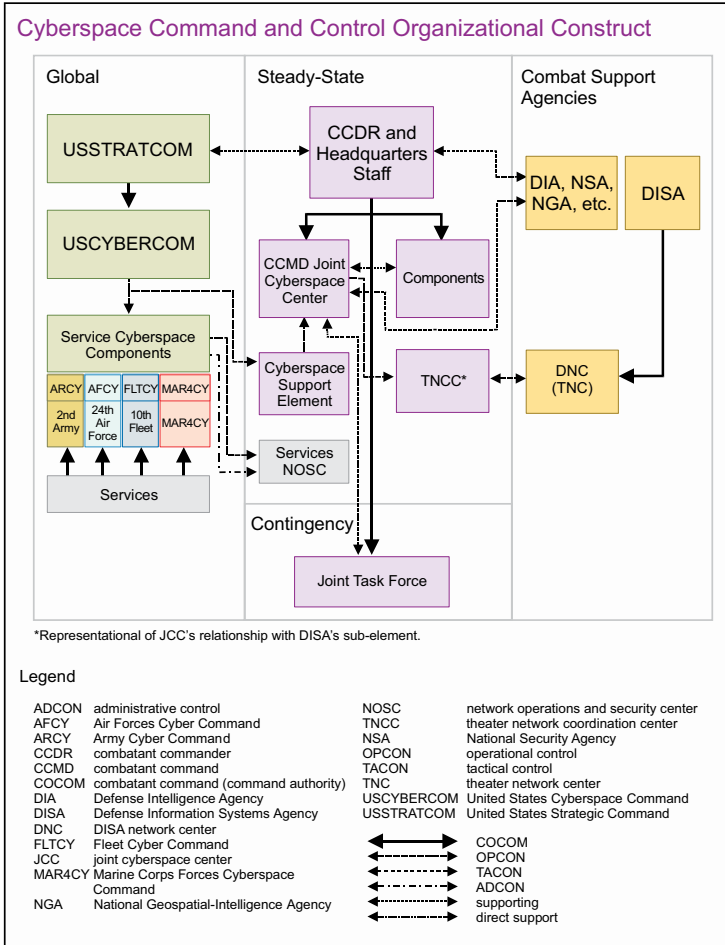 Cyberspace Command and Control Organizational Construct
Global
Steady-State
Combat Support
Agencies
USSTRATCOM
CCDR and
Headquarters
Staff
DIA, NSA,
NGA, etc.
DISA
USCYBERCOM
CCMD Joint
Cyberspace
Center
Components
Service Cyberspace
Components
Cyberspace
Support
Element
TNCC*
DNC
(TNC)
ARCY
AFCY
FLTCY
MAR4CY
2nd
Army
24th
Air
Force
10th
Fleet
MAR4CY
Services
NOSC
Services
Contingency
Joint Task Force
*Representational of JCC's relationship with DISA's sub-element.
Legend
ADCON administrative control
AFCY Air Forces Cyber Command
ARCY Army Cyber Command
CCDR combatant commander
CCMD combatant command
COCOM combatant command (command authority)
DIA Defense Intelligence Agency
DISA Defense Information Systems Agency
DNC DISA network center
FLTCY Fleet Cyber Command
JCC joint cyberspace center
MAR4CY Marine Corps Forces Cyberspace
Command
NGA National Geospatial-Intelligence Agency
NOSC network operations and security center
TNCC theater network coordination center
NSA National Security Agency
OPCON operational control
TACON tactical control
TNC theater network center
USCYBERCOM United States Cyberspace Command
USSTRATCOM United States Strategic Command
COCOM
OPCON
TACON
ADCON
supporting
direct support